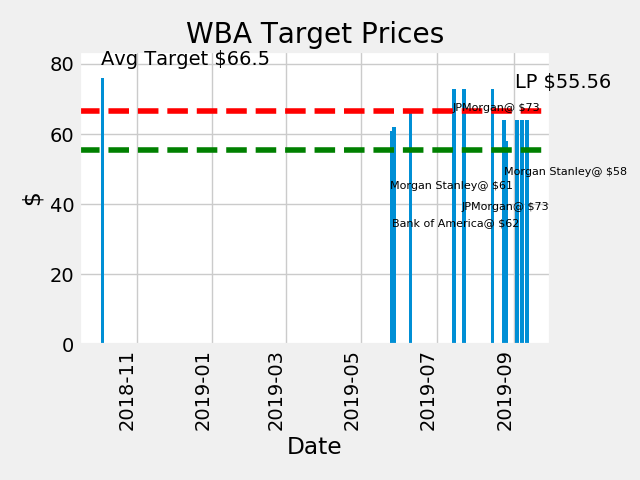 WBA Target Prices
Avg Target $66.5
LP $55.56
80
60
40
20
0
$
JPMorgan@ $73
Morgan Stanley@ $58
Morgan Stanley@ $61
JPMorgan@ $73
Bank of America@ $62
2018-11
2019-01
2019-03
2019-05
2019-07
2019-09
Date